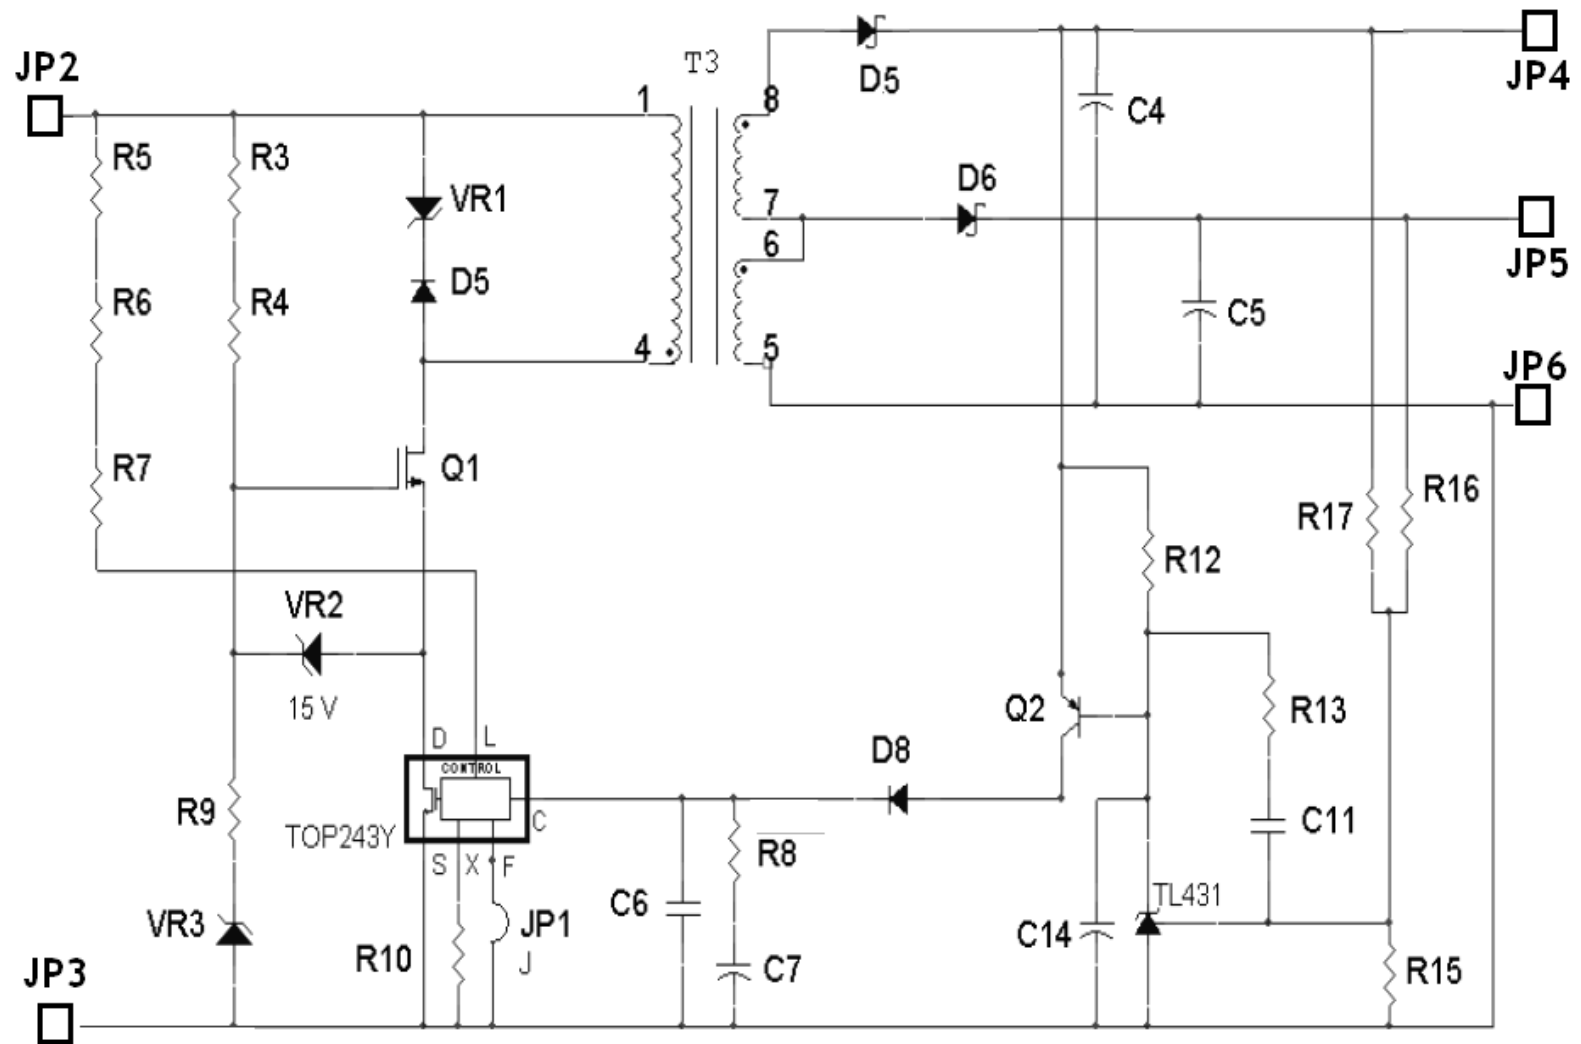 JP2
T3
D5
JP4
1
8
C4
R5
R3
VR1
7
D6
6
JP5
R6
R4
D5
C5
4
5
JP6
R7
Q1
R17
R16
R12
VR2
15 V
Q2
R13
D L
CONTROL
D8
R9
TOP243Y
C
S X F
R8
C11
VR3
R10
JP1
J
C6
C7
C14
TL431
R15
JP3